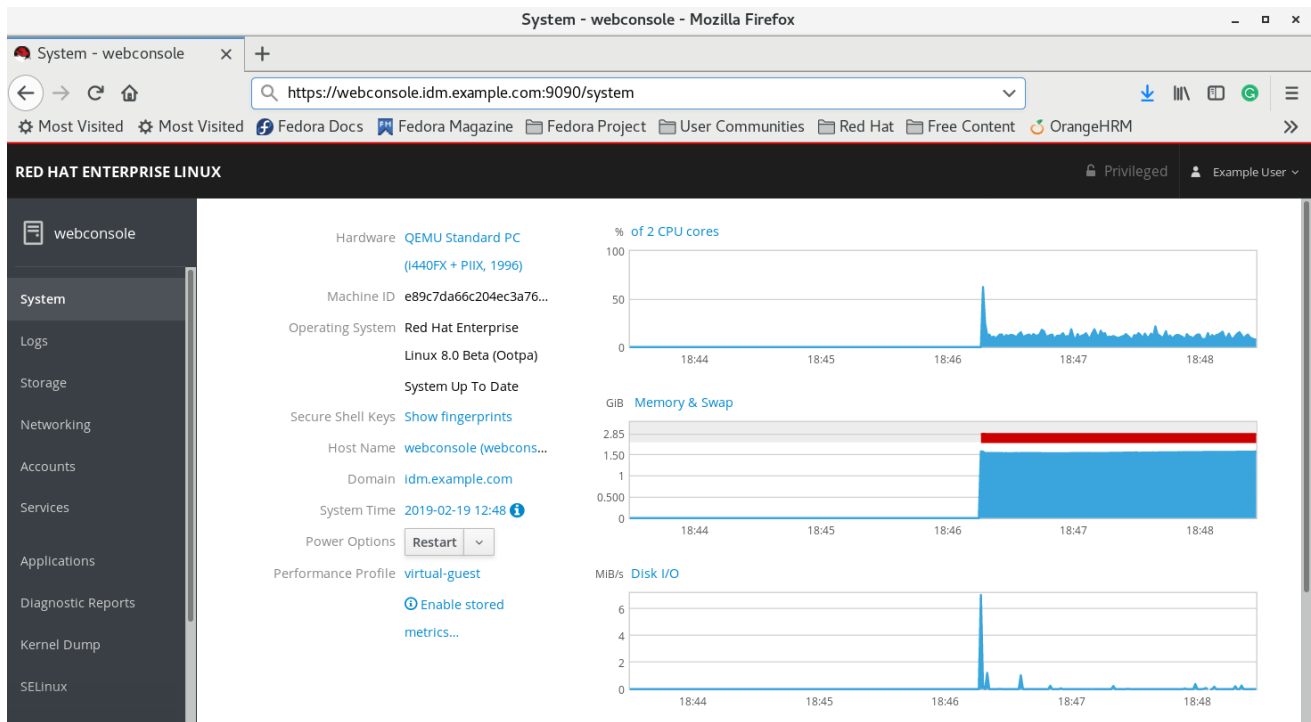 System - webconsole - Mozilla Firefox
System - webconsole
https://webconsole.idm.example.com:9090/system
Most Visited Most Visited Fedora Docs Fedora Magazine Fedora Project User Communities Red Hat Free Content OrangeHRM
RED HAT ENTERPRISE LINUX
Privileged Example User
webconsole
System
Logs
Storage
Networking
Accounts
Services
Applications
Diagnostic Reports
Kernel Dump
SELinux
Hardware QEMU Standard PC
(i440FX + PIIX, 1996)
Machine ID e89c7da66c204ec3a76...
Operating System Red Hat Enterprise
Linux 8.0 Beta (Ootpa)
System Up To Date
Secure Shell Keys Show fingerprints
Host Name webconsole (webcons...
Domain idm.example.com
System Time 2019-02-19 12:48
Power Options Restart
Performance Profile virtual-guest
Enable stored
metrics...
% of 2 CPU cores
100
50
0
18:44 18:45 18:46 18:47 18:48
GiB Memory & Swap
2.85
1.50
1
0.500
0
18:44 18:45 18:46 18:47 18:48
MiB/s Disk I/O
6
4
2
0
18:44 18:45 18:46 18:47 18:48